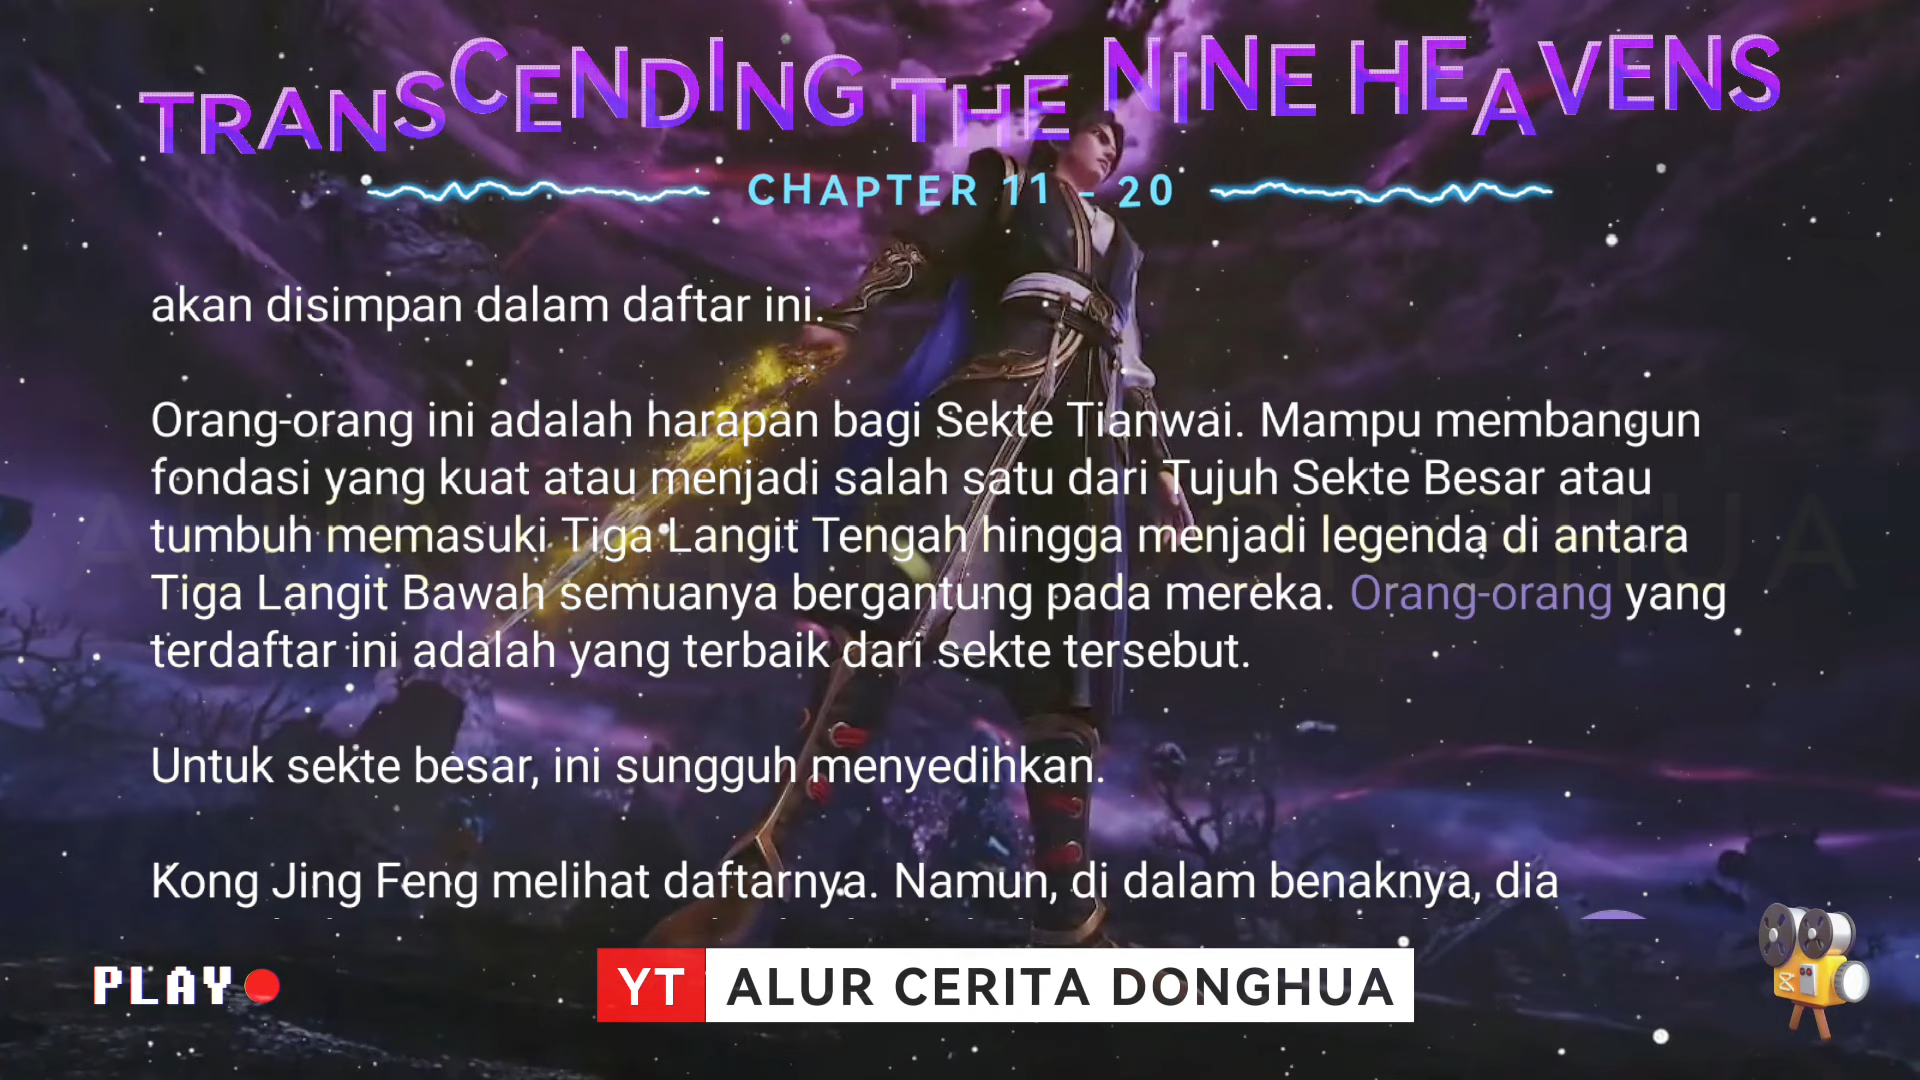 TRANSCENDING THE NINE HEAVENS
CHAPTER 11 - 20
akan disimpan dalam daftar ini.
Orang-orang ini adalah harapan bagi Sekte Tianwai. Mampu membangun
fondasi yang kuat atau menjadi salah satu dari Tujuh Sekte Besar atau
tumbuh memasuki Tiga Langit Tengah hingga menjadi legenda di antara
Tiga Langit Bawah semuanya bergantung pada mereka. Orang-orang yang
terdaftar ini adalah yang terbaik dari sekte tersebut.
Untuk sekte besar, ini sungguh menyedihkan.
Kong Jing Feng melihat daftarnya. Namun, di dalam benaknya, dia
PLAY
YT ALUR CERITA DONGHUA